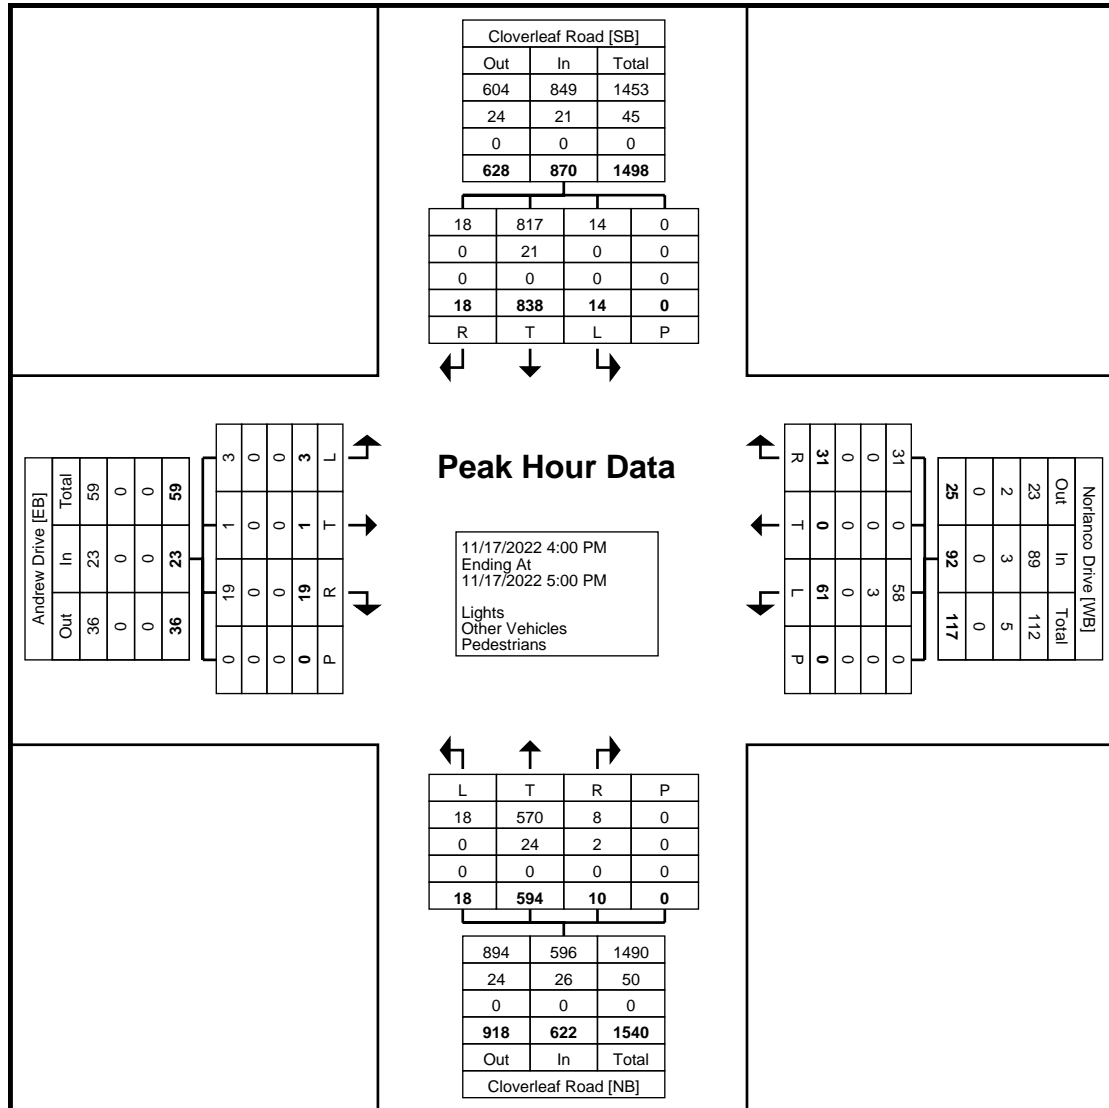 Cloverleaf Road [SB]
Out In Total
604 849 1453
24 21 45
0 0 0
628 870 1498
18 817 14 0
0 21 0 0
0 0 0 0
18 838 14 0
R T L P
Andrew Drive [EB]
Total In Out
59 23 36
0 0 0
0 0 0
59 23 36
3 1 19 0
0 0 0 0
0 0 0 0
3 1 19 0
L T R P
Peak Hour Data
11/17/2022 4:00 PM
Ending At
11/17/2022 5:00 PM
Lights
Other Vehicles
Pedestrians
Norlanco Drive [WB]
Out In Total
23 89 112
2 3 5
0 0 0
25 92 117
31 0 58 0
0 0 3 0
0 0 0 0
31 0 61 0
R T L P
L T R P
18 570 8 0
0 24 2 0
0 0 0 0
18 594 10 0
894 596 1490
24 26 50
0 0 0
918 622 1540
Out In Total
Cloverleaf Road [NB]